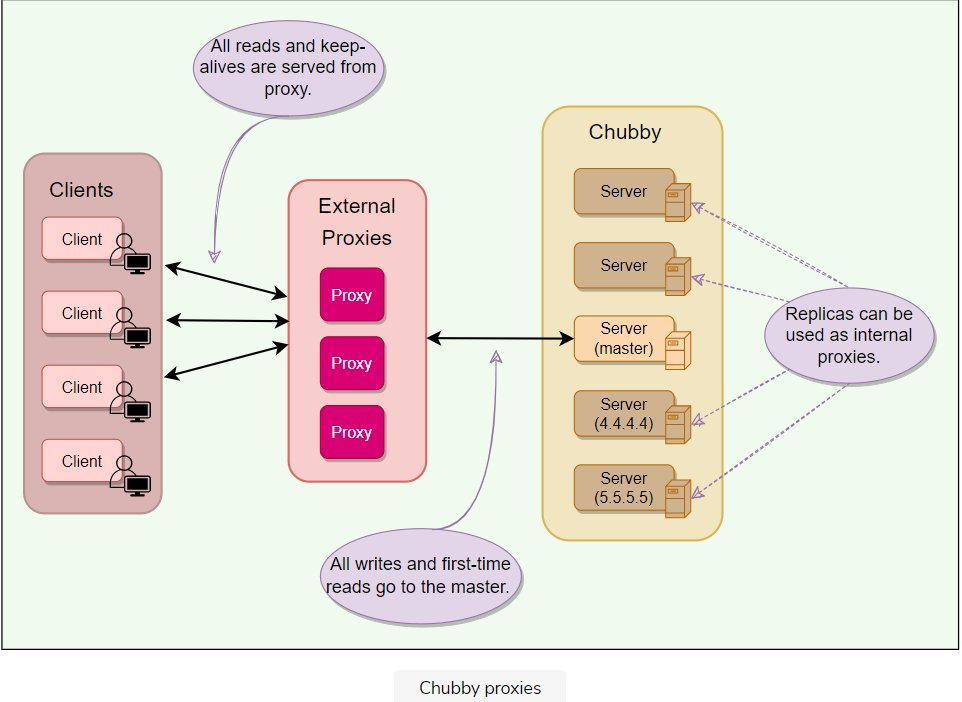 All reads and keep-
alives are served from
proxy.
Clients
Client
Client
Client
Client
External
Proxies
Proxy
Proxy
Proxy
Chubby
Server
Server
Server
(master)
Server
(4.4.4.4)
Server
(5.5.5.5)
Replicas can be
used as internal
proxies.
All writes and first-time
reads go to the master.
Chubby proxies